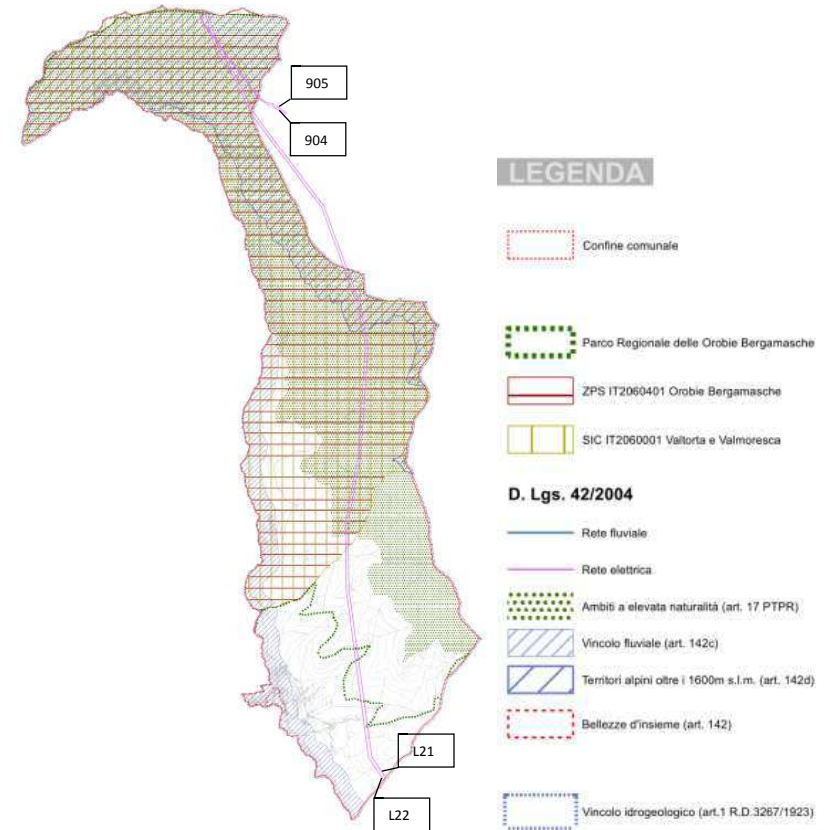 905
904
LEGENDA
Confine comunale
Parco Regionale delle Orobie Bergamasche
ZPS IT2060401 Orobie Bergamasche
SIC IT2060001 Valtorta e Valmoresca
D. Lgs. 42/2004
Rete fluviale
Rete elettrica
Ambiti a elevata naturalità (art. 17 PTPR)
Vincolo fluviale (art. 142c)
Territori alpini oltre i 1600m s.l.m. (art. 142d)
Bellezze d'insieme (art. 142)
Vincolo idrogeologico (art.1 R.D.3267/1923)
L21
L22